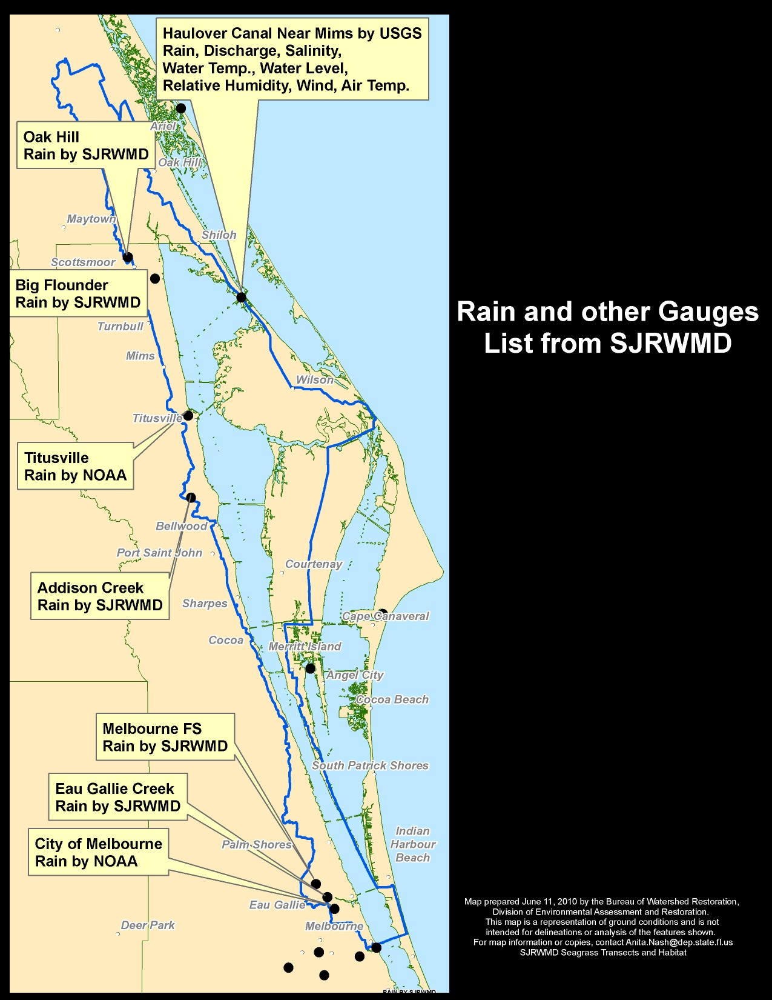 Haulover Canal Near Mims by USGS
Rain, Discharge, Salinity,
Water Temp., Water Level,
Relative Humidity, Wind, Air Temp.
Ariel
Oak Hill
Rain by SJRWMD
Oak Hill
Maytown
Shiloh
Scottsmoor
Big Flounder
Rain by SJRWMD
Rain and other Gauges
List from SJRWMD
Turnbull
Mims
Wilson
Titusville
Titusville
Rain by NOAA
Bellwood
Port Saint John
Courtenay
Addison Creek
Rain by SJRWMD
Sharpes
Cape Canaveral
Cocoa
Merritt Island
Angel City
Cocoa Beach
Melbourne FS
Rain by SJRWMD
South Patrick Shores
Eau Gallie Creek
Rain by SJRWMD
Indian
Harbour
Beach
City of Melbourne
Rain by NOAA
Palm Shores
Eau Gallie
Deer Park
Melbourne
Map prepared June 11, 2010 by the Bureau of Watershed Restoration,
Division of Environmental Assessment and Restoration.
This map is a representation of ground conditions and is not
intended for delineations or analysis of the features shown.
For map information or copies, contact Anita.Nash@dep.state.fl.us
SJRWMD Seagrass Transects and Habitat
RAIN BY SJRWMD